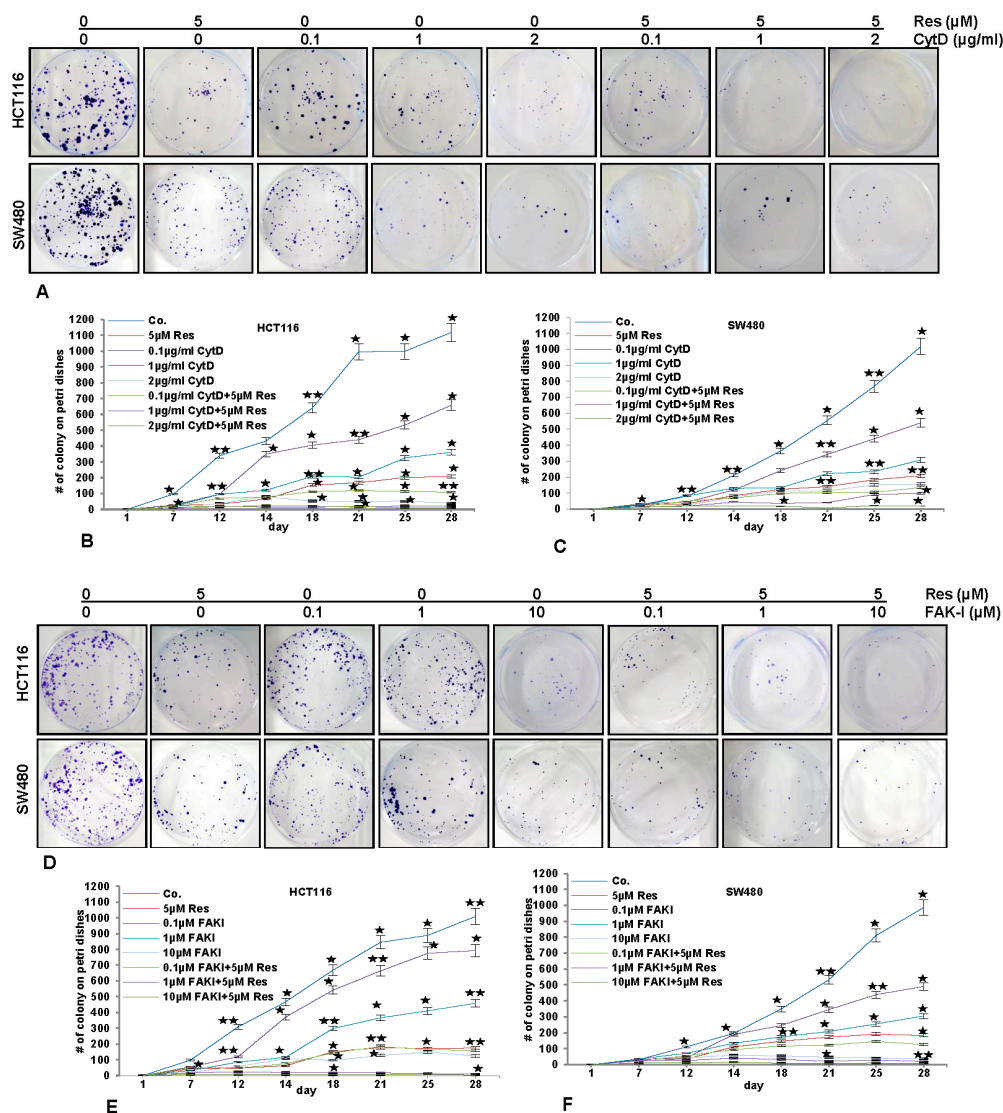 0 5 0 0 0 5 5 5 Res (µM)
0 0 0.1 1 2 0.1 1 2 CytD (µg/ml)
HCT116
SW480
A
HCT116
1200
1100
1000
900
800
700
600
500
400
300
200
100
0
# of colony on petri dishes
Co.
5µM Res
0.1µg/ml CytD
1µg/ml CytD
2µg/ml CytD
0.1µg/ml CytD+5µM Res
1µg/ml CytD+5µM Res
2µg/ml CytD+5µM Res
1 7 12 14 18 21 25 28
day
B
SW480
1200
1100
1000
900
800
700
600
500
400
300
200
100
0
# of colony on petri dishes
Co.
5µM Res
0.1µg/ml CytD
1µg/ml CytD
2µg/ml CytD
0.1µg/ml CytD+5µM Res
1µg/ml CytD+5µM Res
2µg/ml CytD+5µM Res
1 7 12 14 18 21 25 28
day
C
0 5 0 0 0 5 5 5 Res (µM)
0 0 0.1 1 10 0.1 1 10 FAK-I (µM)
HCT116
SW480
D
HCT116
1200
1100
1000
900
800
700
600
500
400
300
200
100
0
# of colony on petri dishes
Co.
5µM Res
0.1µM FAKI
1µM FAKI
10µM FAKI
0.1µM FAKI+5µM Res
1µM FAKI+5µM Res
10µM FAKI+5µM Res
1 7 12 14 18 21 25 28
day
E
SW480
1200
1100
1000
900
800
700
600
500
400
300
200
100
0
# of colony on petri dishes
Co.
5µM Res
0.1µM FAKI
1µM FAKI
10µM FAKI
0.1µM FAKI+5µM Res
1µM FAKI+5µM Res
10µM FAKI+5µM Res
1 7 12 14 18 21 25 28
day
F